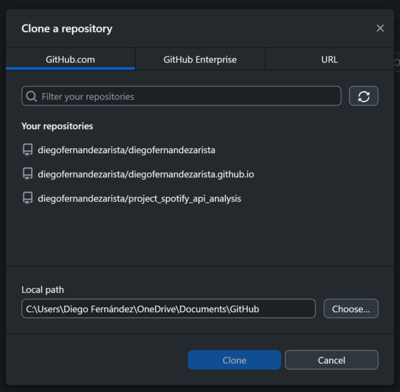 Clone a repository
GitHub.com
GitHub Enterprise
URL
Filter your repositories
Your repositories
diegofernandezarista/diegofernandezarista
diegofernandezarista/diegofernandezarista.github.io
diegofernandezarista/project_spotify_api_analysis
Local path
C:\Users\Diego Fernández\OneDrive\Documents\GitHub
Choose...
Clone
Cancel